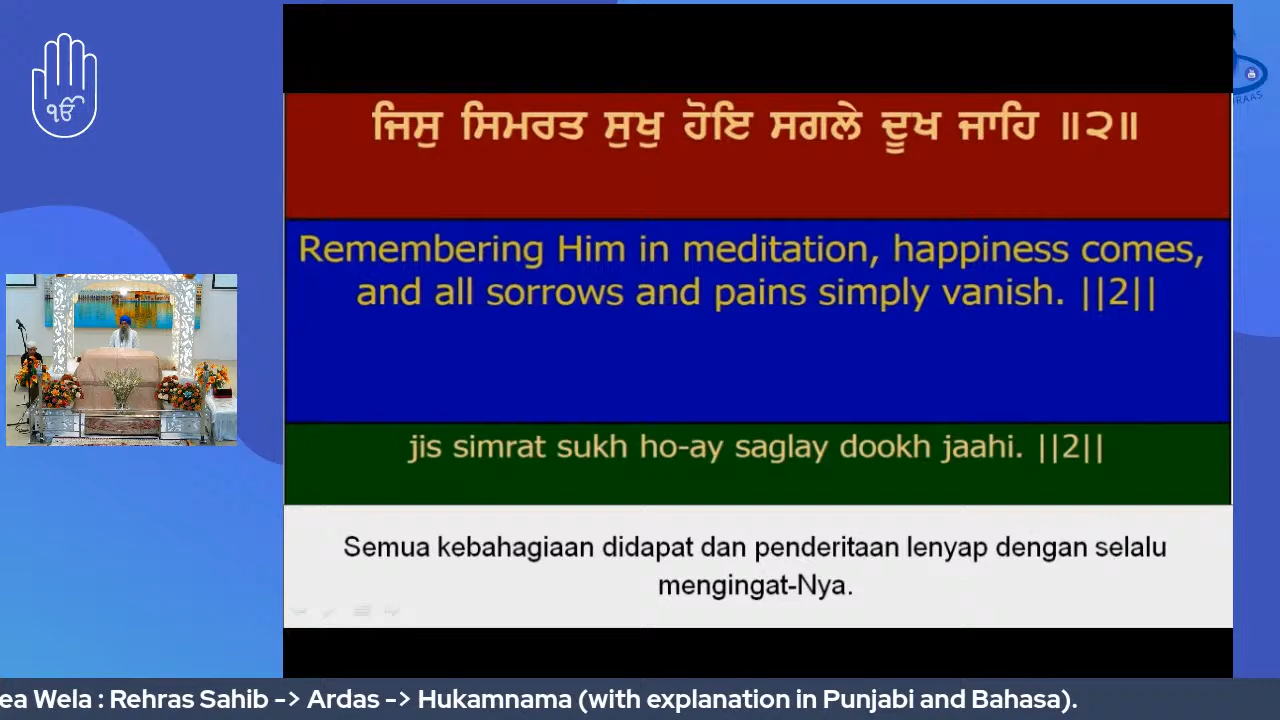 ੴ
ਜਿਸੁ ਸਿਮਰਤ ਸੁਖੁ ਹੋਇ ਸਗਲੇ ਦੂਖ ਜਾਹਿ ॥੨॥
Remembering Him in meditation, happiness comes,
and all sorrows and pains simply vanish. ||2||
jis simrat sukh ho-ay saglay dookh jaahi. ||2||
Semua kebahagiaan didapat dan penderitaan lenyap dengan selalu
mengingat-Nya.
ea Wela : Rehras Sahib -> Ardas -> Hukamnama (with explanation in Punjabi and Bahasa).